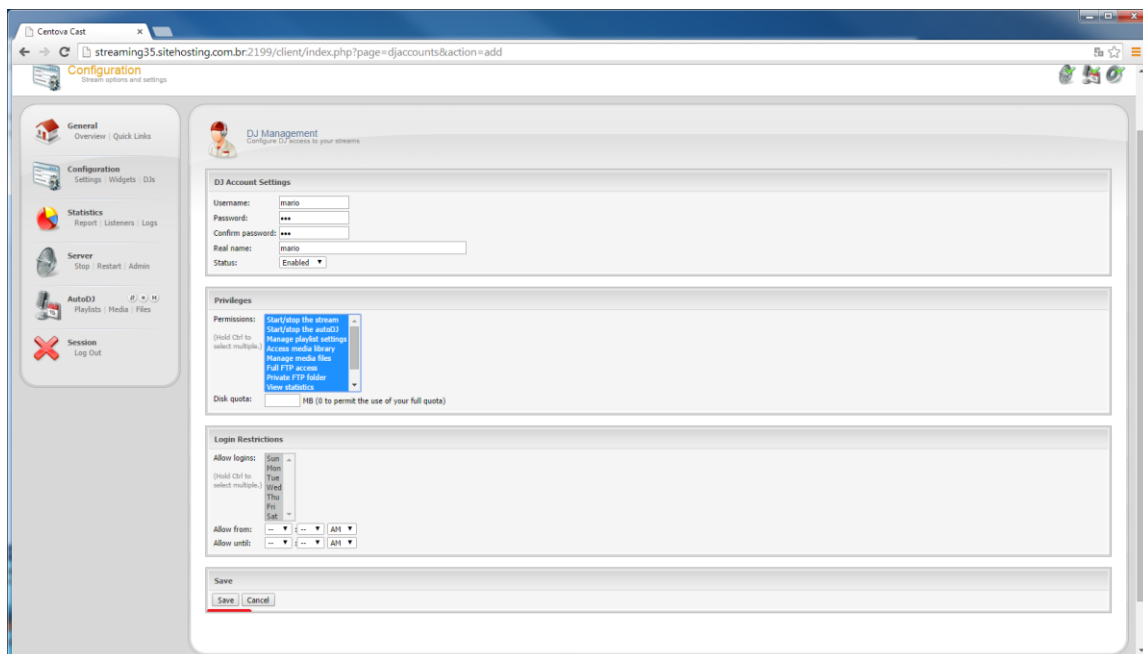 Centova Cast
streaming35.sitehosting.com.br:2199/client/index.php?page=djaccounts&action=add
Configuration
Stream options and settings
General
Overview | Quick Links
Configuration
Settings | Widgets | DJs
Statistics
Report | Listeners | Logs
Server
Stop | Restart | Admin
AutoDJ
Playlists | Media | Files
Session
Log Out
DJ Management
Configure DJ access to your streams
DJ Account Settings
Username: mario
Password: •••
Confirm password: •••
Real name: mario
Status: Enabled
Privileges
Permissions: Start/stop the stream
Start/stop the autoDJ
(Hold Ctrl to Manage playlist settings
select multiple.) Access media library
Manage media files
Full FTP access
Private FTP folder
View statistics
Disk quota: MB (0 to permit the use of your full quota)
Login Restrictions
Allow logins: Sun
Mon
(Hold Ctrl to Tue
select multiple.) Wed
Thu
Fri
Sat
Allow from: -- : -- AM
Allow until: -- : -- AM
Save
Save Cancel